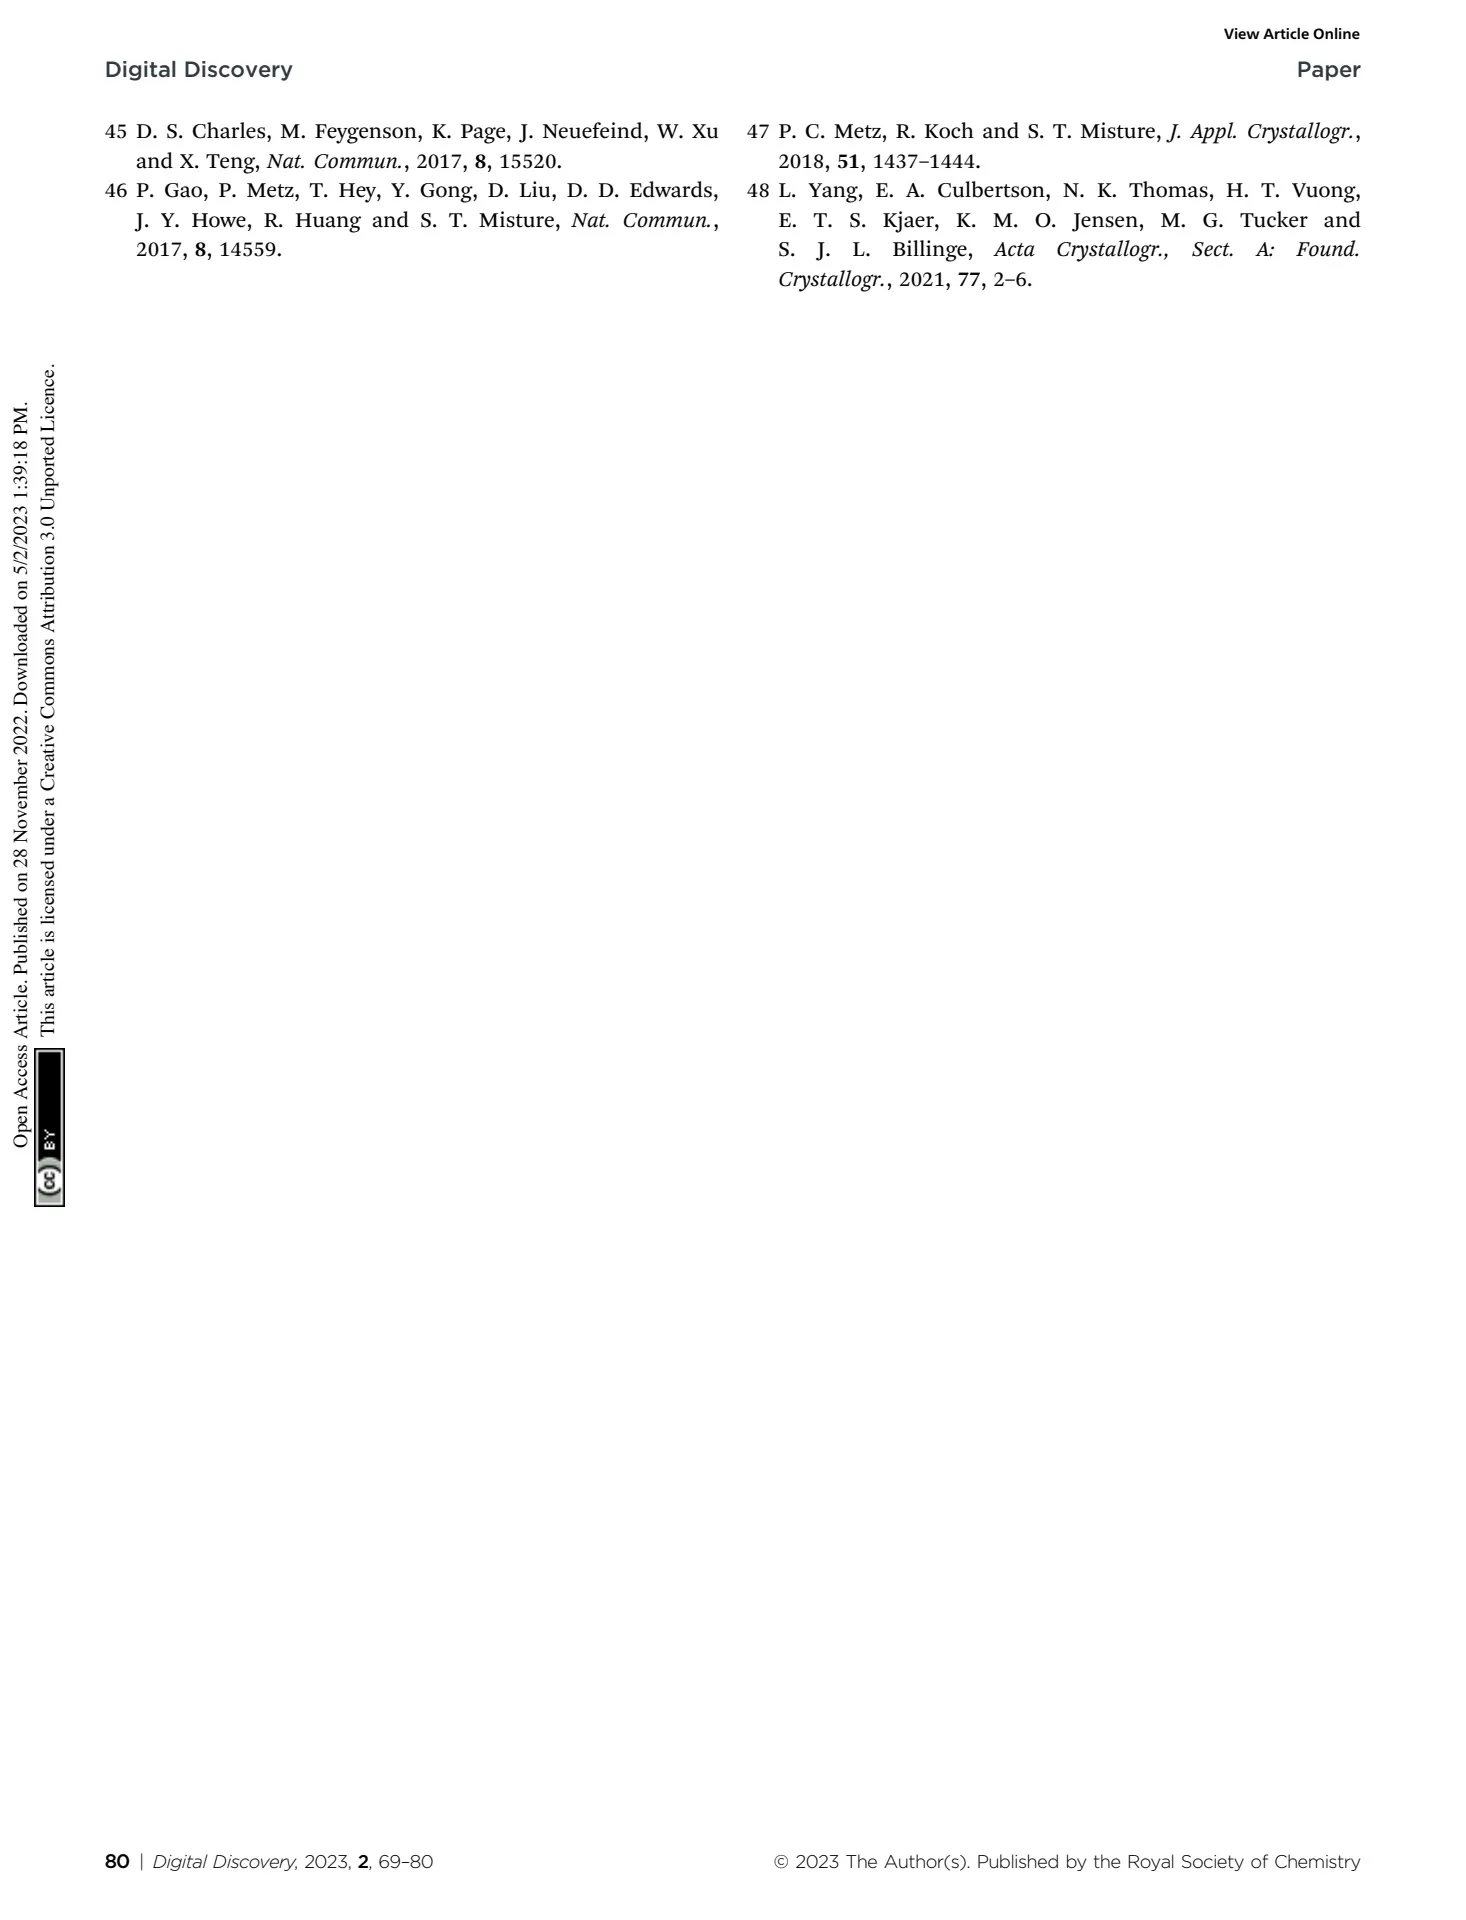 View Article Online
Digital Discovery
Paper
45 D. S. Charles, M. Feygenson, K. Page, J. Neuefeind, W. Xu
and X. Teng, Nat. Commun., 2017, 8, 15520.
46 P. Gao, P. Metz, T. Hey, Y. Gong, D. Liu, D. D. Edwards,
J. Y. Howe, R. Huang and S. T. Misture, Nat. Commun.,
2017, 8, 14559.
47 P. C. Metz, R. Koch and S. T. Misture, J. Appl. Crystallogr.,
2018, 51, 1437–1444.
48 L. Yang, E. A. Culbertson, N. K. Thomas, H. T. Vuong,
E. T. S. Kjaer, K. M. O. Jensen, M. G. Tucker and
S. J. L. Billinge, Acta Crystallogr., Sect. A: Found.
Crystallogr., 2021, 77, 2–6.
Open Access Article. Published on 28 November 2022. Downloaded on 5/2/2023 1:39:18 PM.
This article is licensed under a Creative Commons Attribution 3.0 Unported Licence.
(cc) BY
80 | Digital Discovery, 2023, 2, 69–80
© 2023 The Author(s). Published by the Royal Society of Chemistry